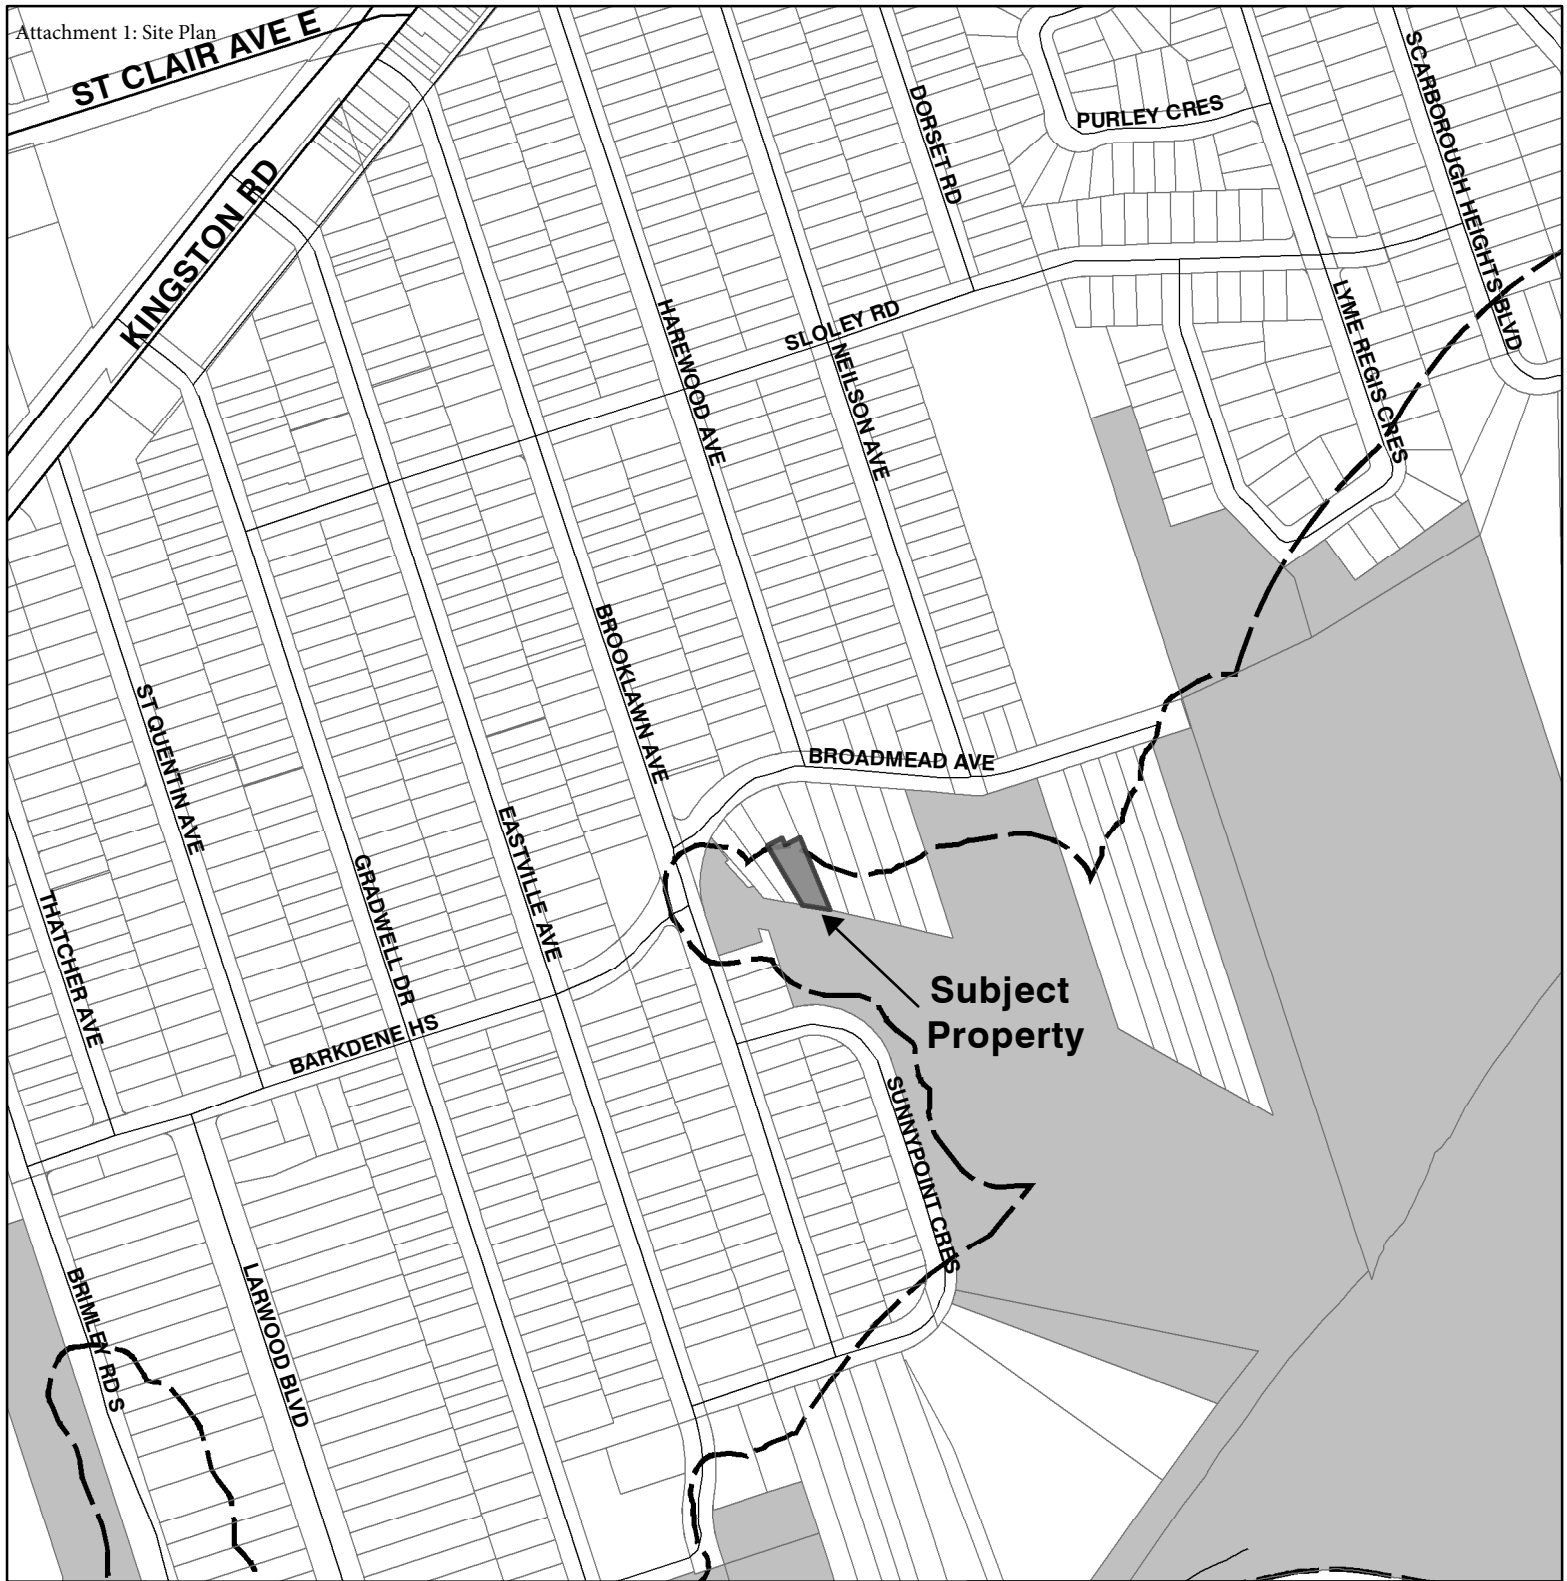 Attachment 1: Site Plan
ST CLAIR AVE E
KINGSTON RD
DORSET RD
PURLEY CRES
SCARBOROUGH HEIGHTS BLVD
HAREWOOD AVE
SLOLEY RD
NEILSON AVE
LYME REGIS CRES
BROOKLAWN AVE
ST QUENTIN AVE
BROADMEAD AVE
EASTVILLE AVE
GRADWELL DR
THATCHER AVE
Subject
Property
BARKDENE HS
SUNNYPOINT CRES
BRIMLEY RD S
LARWOOD BLVD